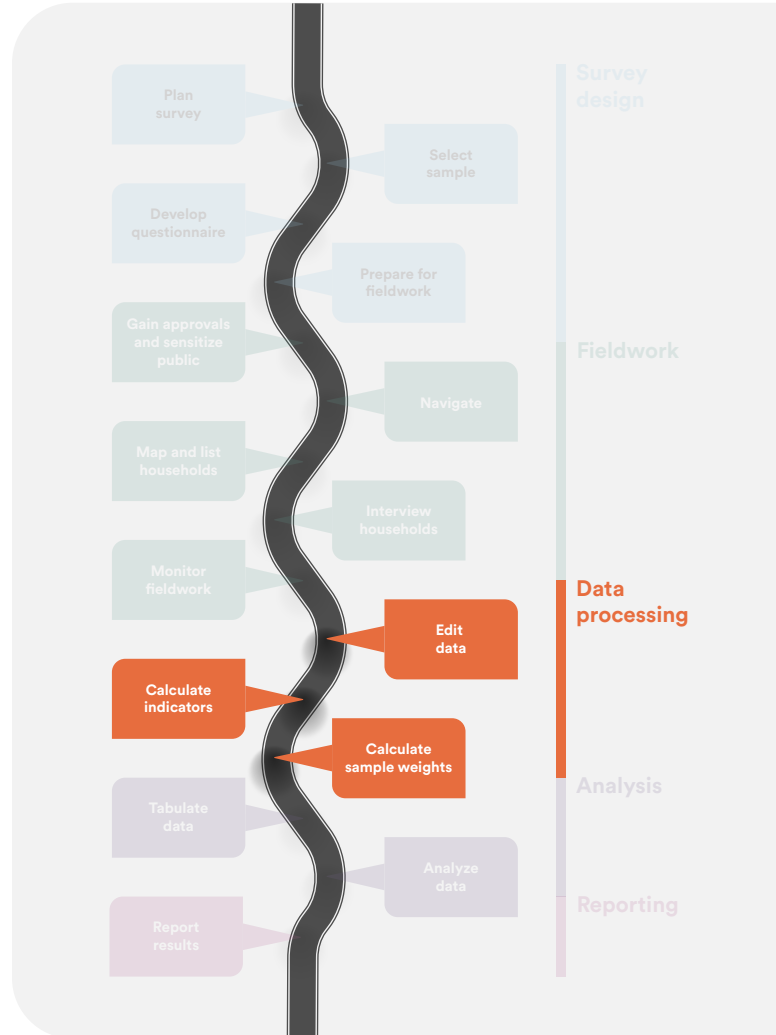 Plan
survey
Survey
design
Select
sample
Develop
questionnaire
Prepare for
fieldwork
Gain approvals
and sensitize
public
Fieldwork
Navigate
Map and list
households
Interview
households
Monitor
fieldwork
Data
processing
Edit
data
Calculate
indicators
Calculate
sample weights
Tabulate
data
Analysis
Analyze
data
Report
results
Reporting